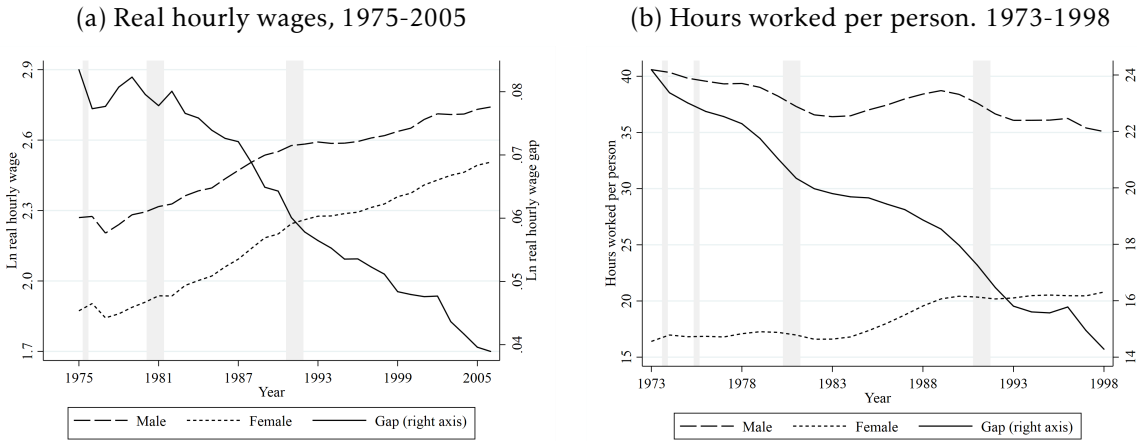 (a) Real hourly wages, 1975-2005
Ln real hourly wage
2.9
2.6
2.3
2.0
1.7
.08
.07
.06
.05
.04
Ln real hourly wage gap
1975 1981 1987 1993 1999 2005
Year
Male Female Gap (right axis)
(b) Hours worked per person. 1973-1998
Hours worked per person
40
35
30
25
20
15
24
22
20
18
16
14
1973 1978 1983 1988 1993 1998
Year
Male Female Gap (right axis)